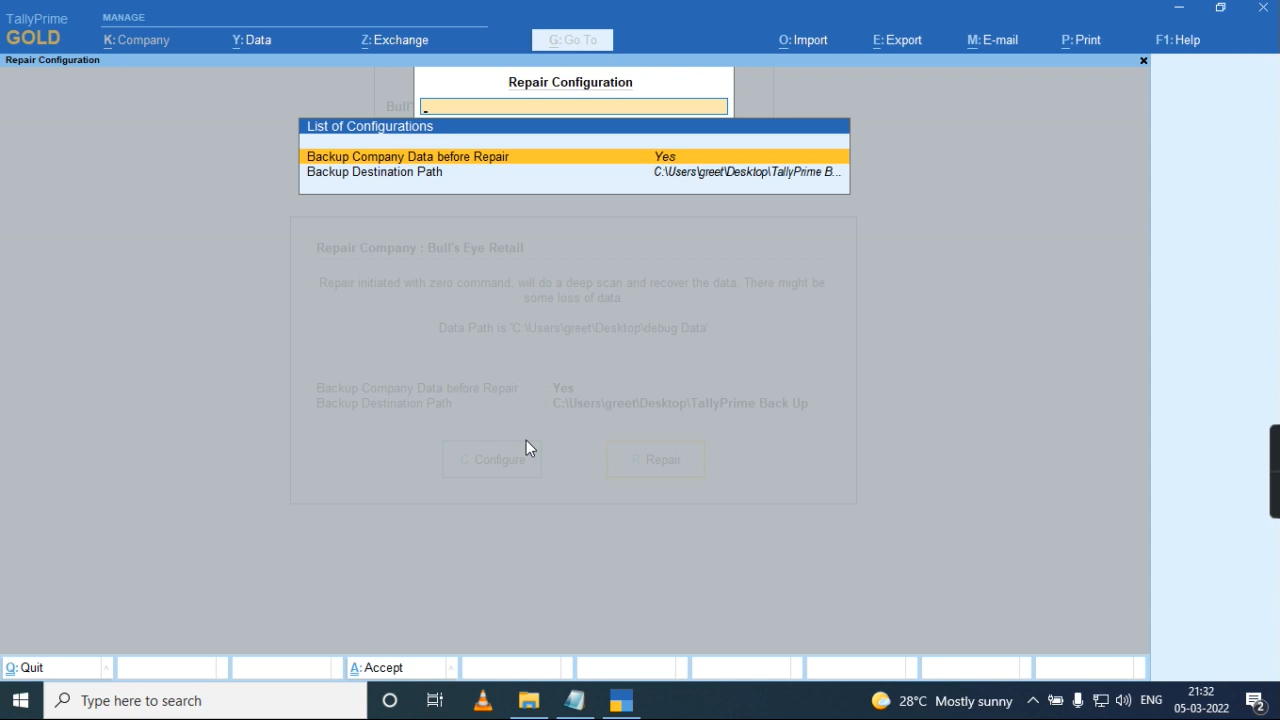 TallyPrime
GOLD
MANAGE
K: Company
Y: Data
Z: Exchange
G: Go To
O: Import
E: Export
M: E-mail
P: Print
F1: Help
Repair Configuration
Repair Configuration
Bull'
List of Configurations
Backup Company Data before Repair Yes
Backup Destination Path C:\Users\greet\Desktop\TallyPrime B...
Repair Company : Bull's Eye Retail
Repair initiated with zero command, will do a deep scan and recover the data. There might be
some loss of data.
Data Path is 'C:\Users\greet\Desktop\debug Data'
Backup Company Data before Repair Yes
Backup Destination Path : C:\Users\greet\Desktop\TallyPrime Back Up
C: Configure
R: Repair
Q: Quit
A: Accept
Type here to search
28°C Mostly sunny
ENG
21:32
05-03-2022
2